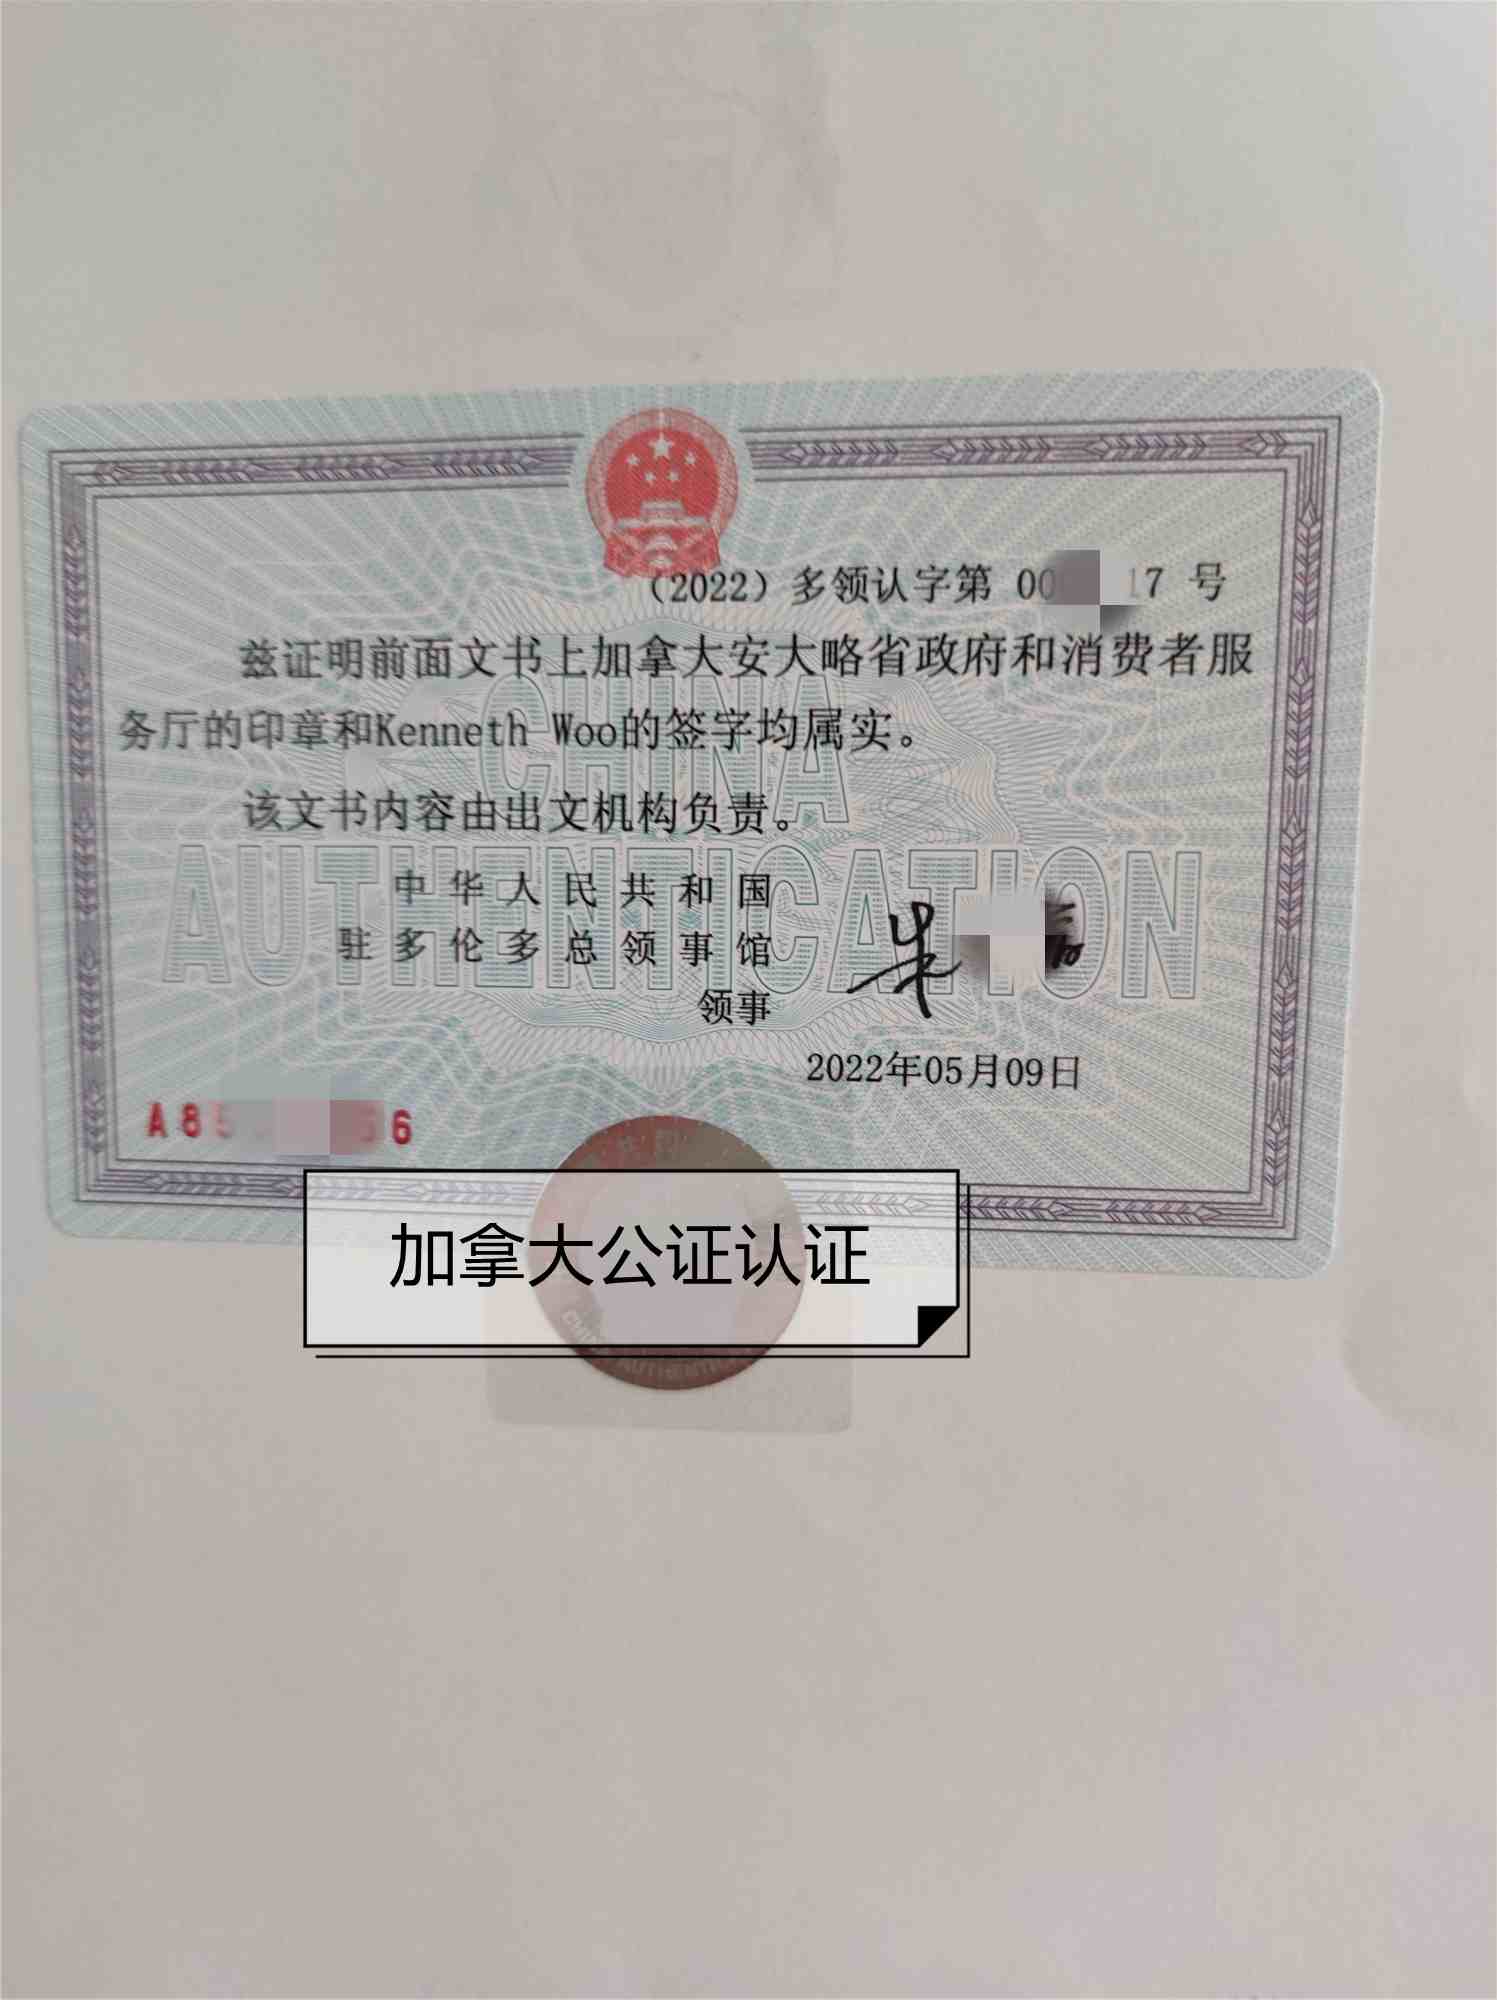 （2022）多领认字第 00 17 号
兹证明前面文书上加拿大安大略省政府和消费者服
务厅的印章和Kenneth Woo的签字均属实。
该文书内容由出文机构负责。
CHINA
AUTHENTICATION
中华人民共和国
驻多伦多总领事馆
领事
2022年05月09日
A8 6
加拿大公证认证